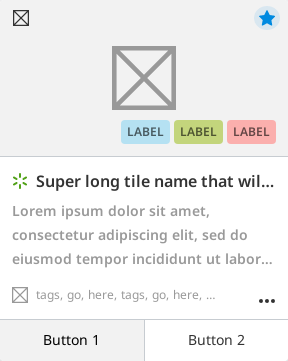 LABEL LABEL LABEL
Super long tile name that wil...
Lorem ipsum dolor sit amet,
consectetur adipiscing elit, sed do
eiusmod tempor incididunt ut labor...
tags, go, here, tags, go, here, ...
Button 1 Button 2